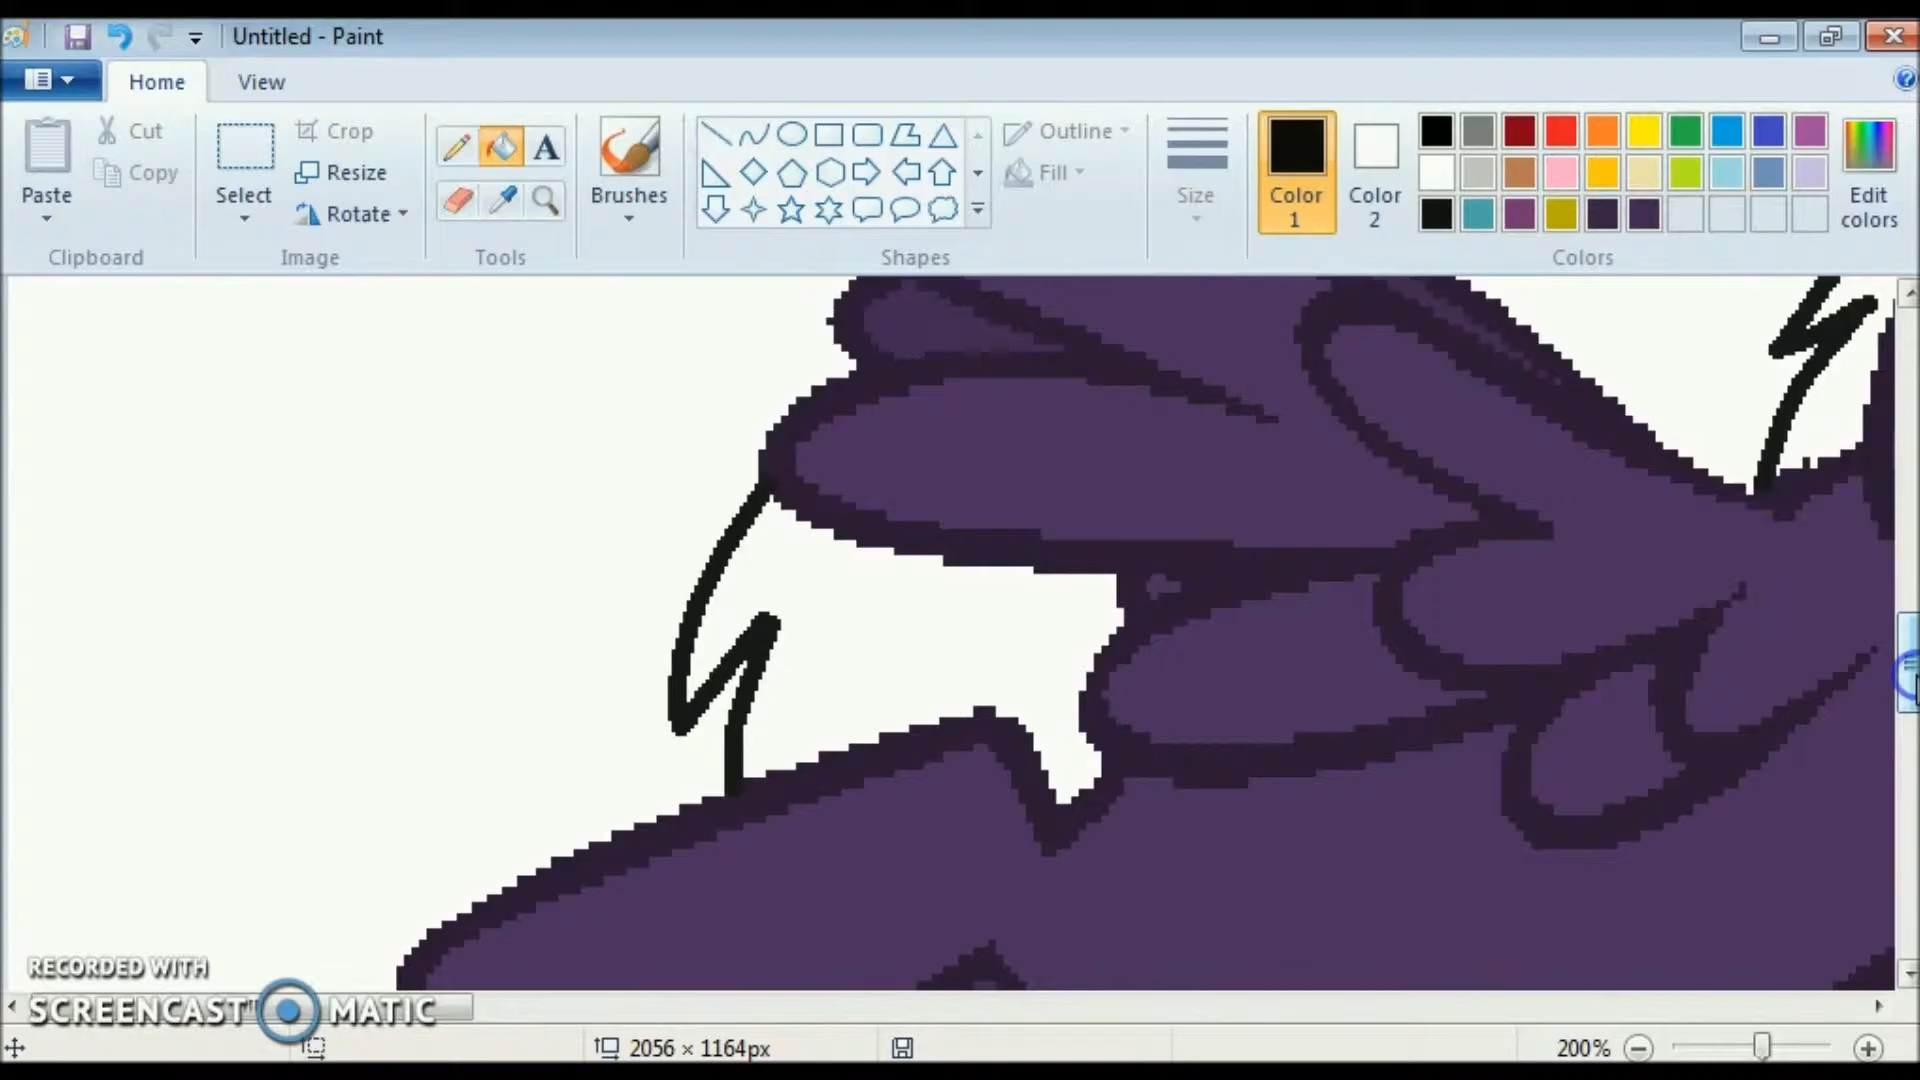 Untitled - Paint
Home View
Cut
Copy
Paste
Clipboard
Select
Crop
Resize
Rotate
Image
A
Tools
Brushes
Shapes
Outline
Fill
Size
Color 1
Color 2
Edit colors
Colors
RECORDED WITH
SCREENCAST MATIC
2056 × 1164px
200%